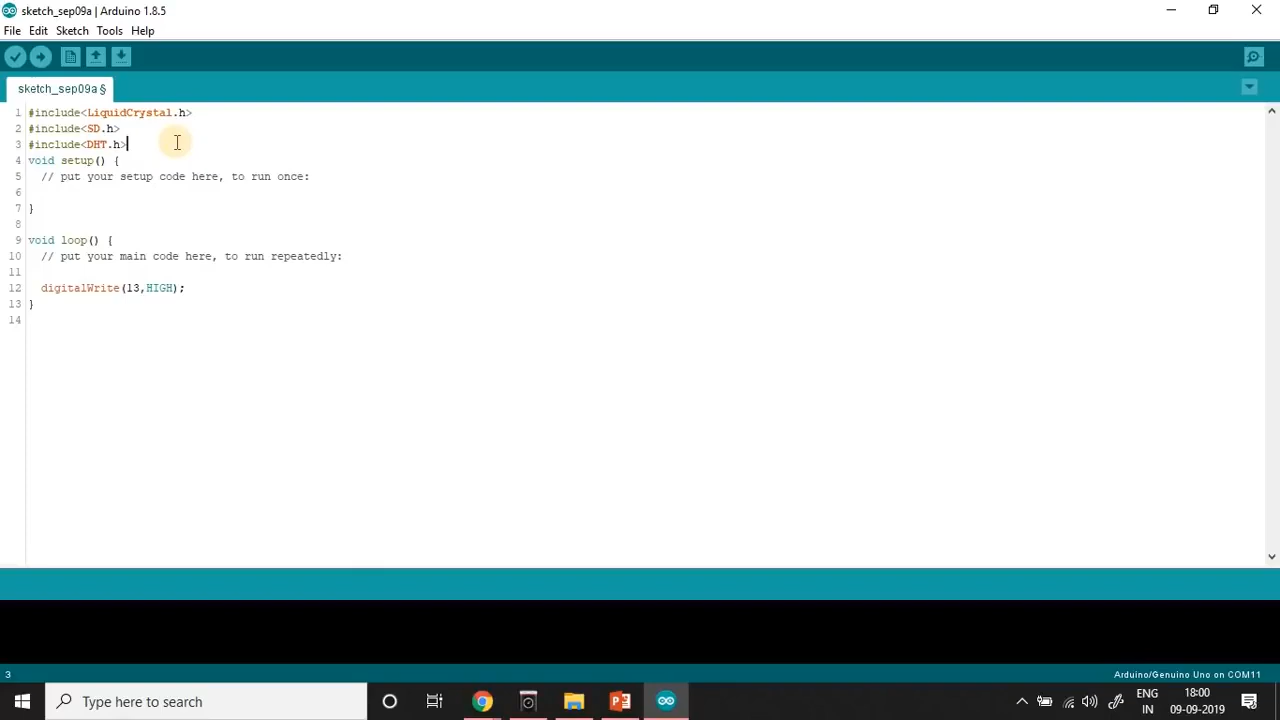 sketch_sep09a | Arduino 1.8.5
File Edit Sketch Tools Help
sketch_sep09a §
1 #include<LiquidCrystal.h>
2 #include<SD.h>
3 #include<DHT.h>
4 void setup() {
5 // put your setup code here, to run once:
6
7 }
8
9 void loop() {
10 // put your main code here, to run repeatedly:
11
12 digitalWrite(13,HIGH);
13 }
14
3 Arduino/Genuino Uno on COM11
Type here to search
ENG 18:00
IN 09-09-2019